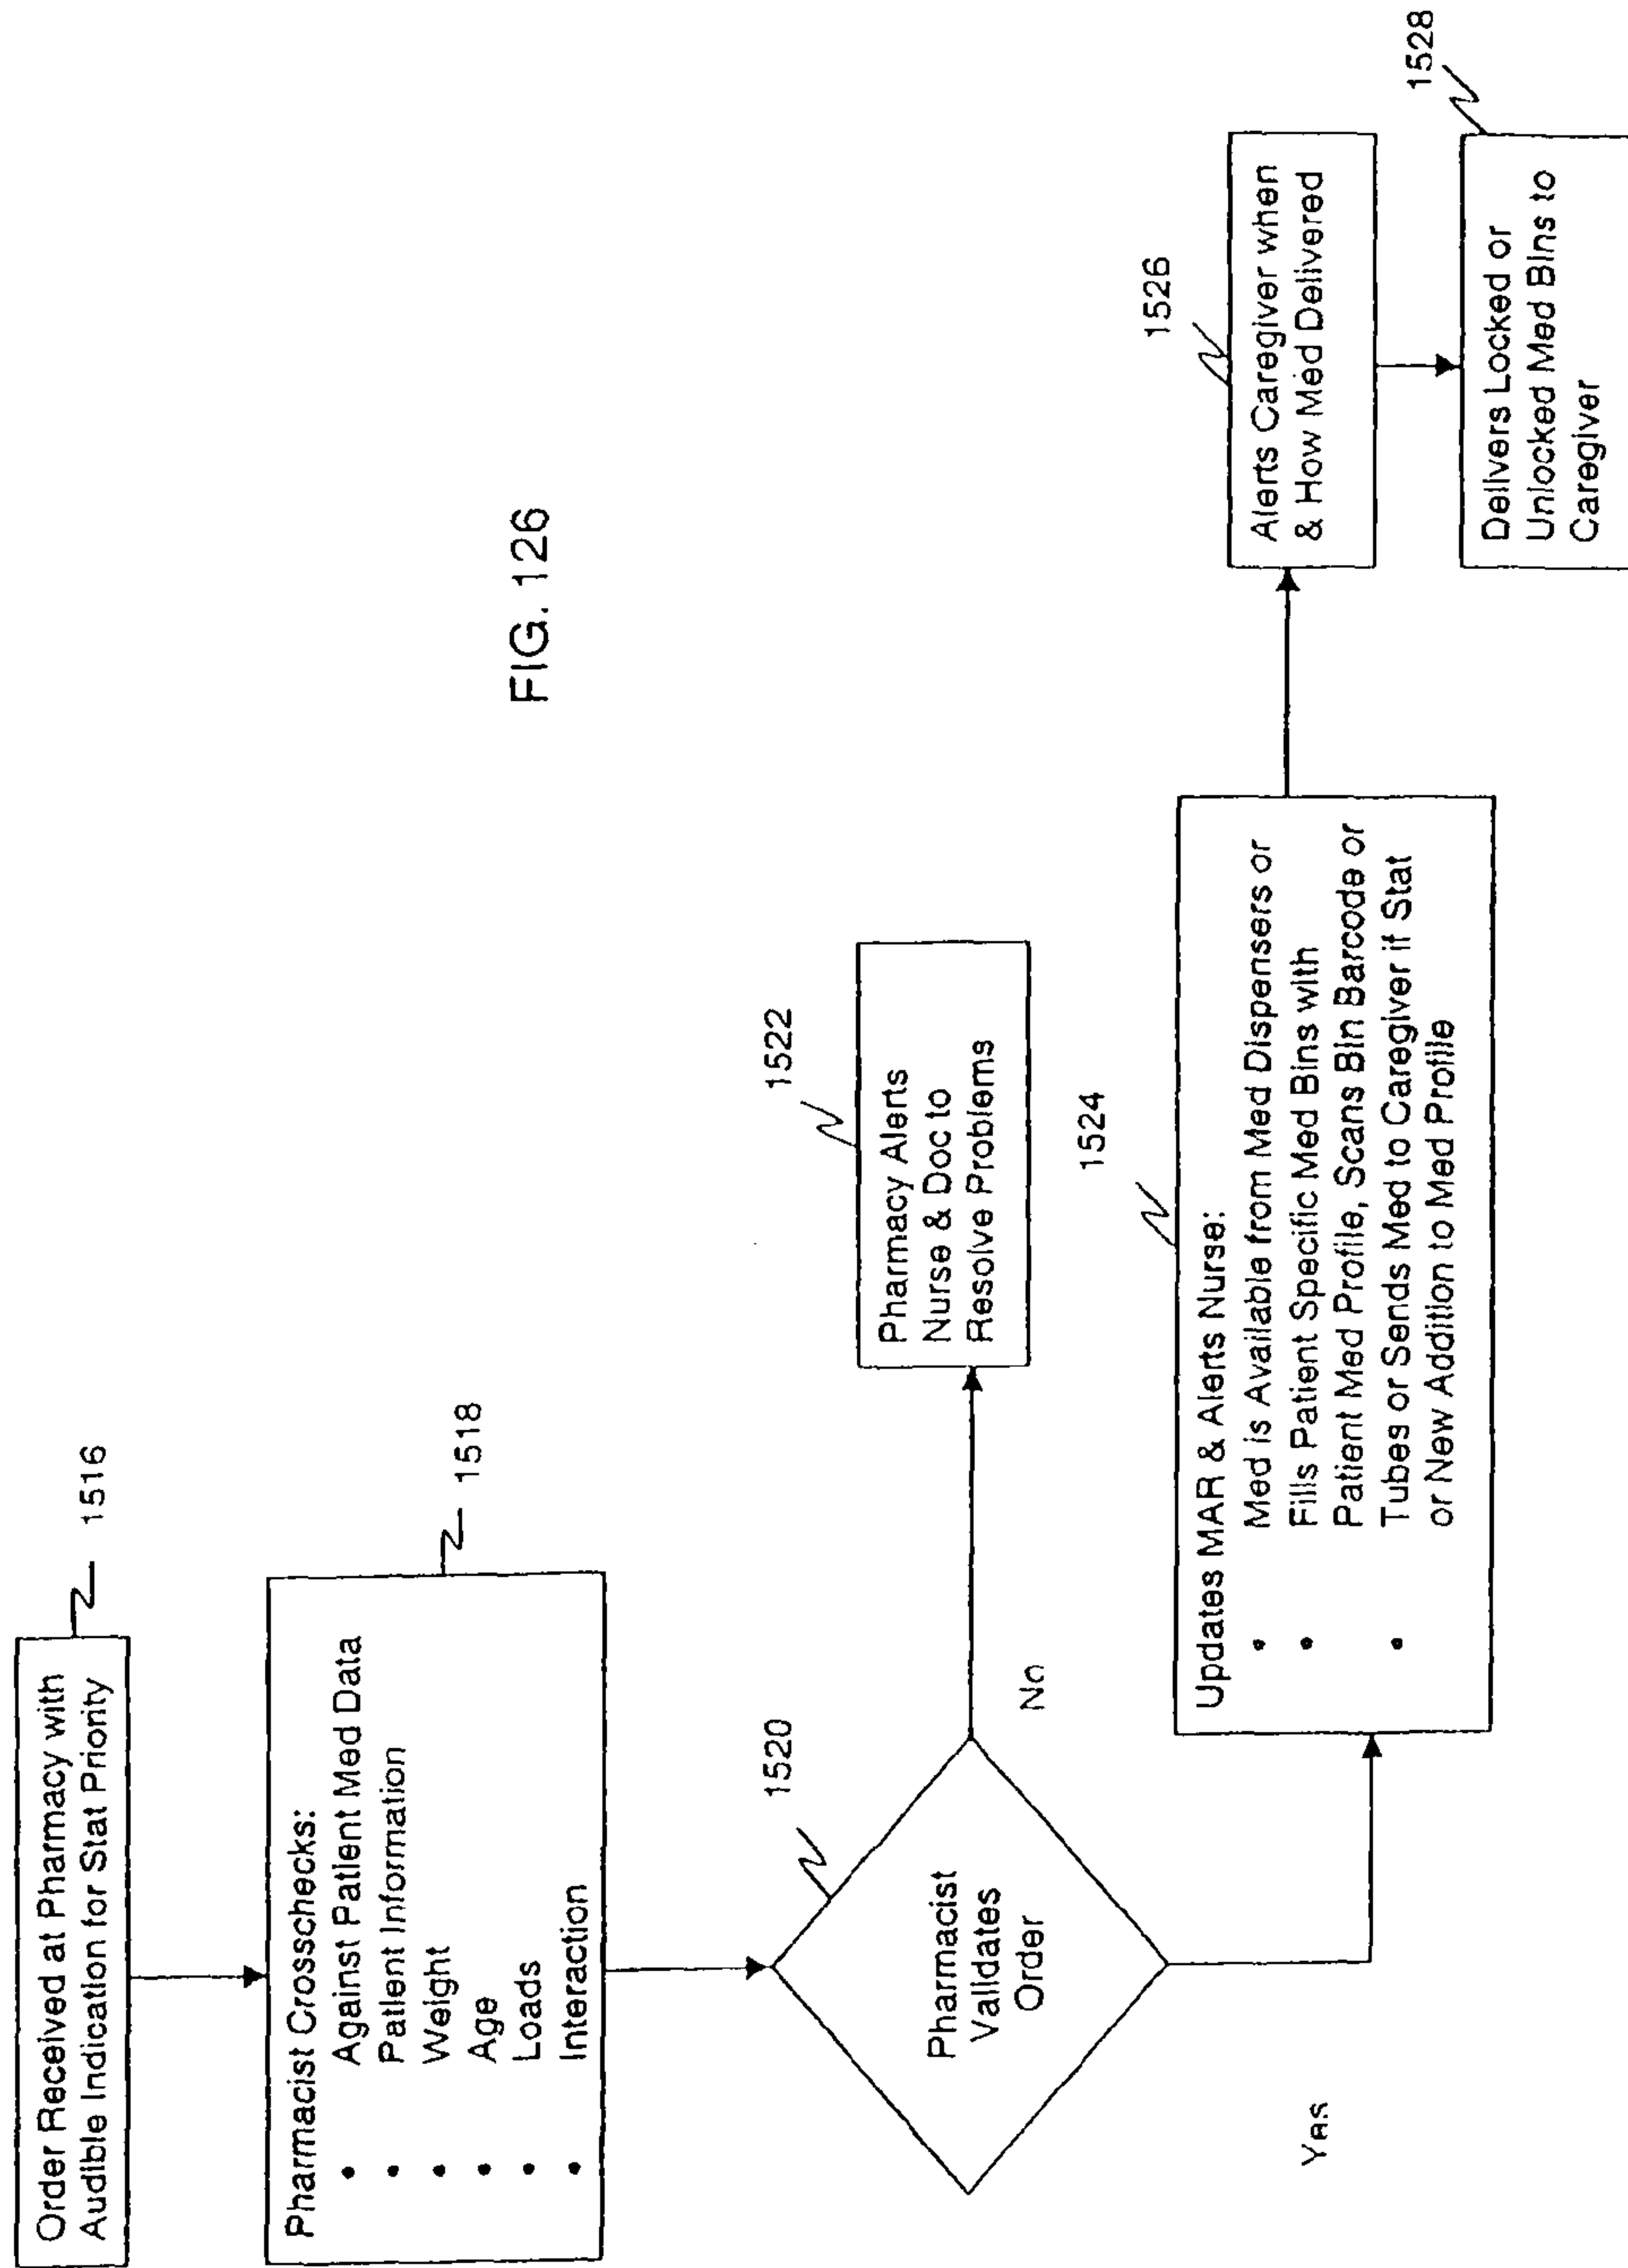 Order Received at Pharmacy with
Audible Indication for Stat Priority
1516
Pharmacist Crosschecks:
• Against Patient Med Data
• Patient Information
• Weight
• Age
• Loads
• Interaction
1518
Pharmacist
Validates
Order
1520
No
Yes
Pharmacy Alerts
Nurse & Doc to
Resolve Problems
1522
Updates MAR & Alerts Nurse:
• Med is Available from Med Dispensers or
• Fills Patient Specific Med Bins with
Patient Med Profile, Scans Bin Barcode or
• Tubes or Sends Med to Caregiver if Stat
or New Addition to Med Profile
1524
Alerts Caregiver when
& How Med Delivered
1526
Delivers Locked or
Unlocked Med Bins to
Caregiver
1528
FIG. 126